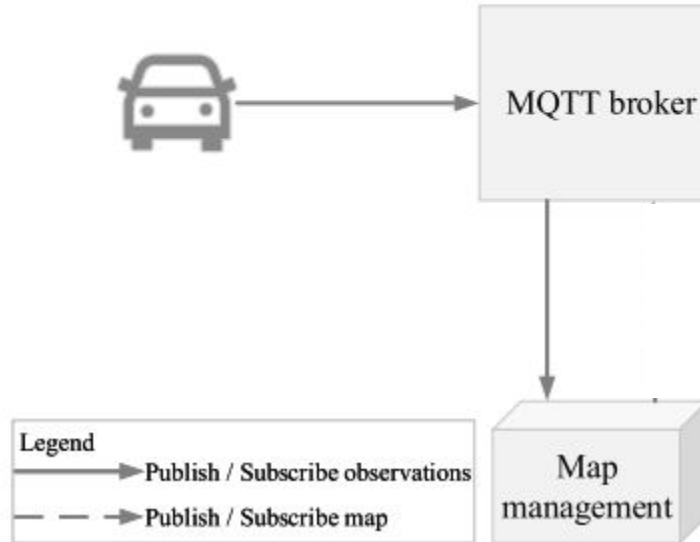 MQTT broker
Legend
Publish / Subscribe observations
Publish / Subscribe map
Map
management